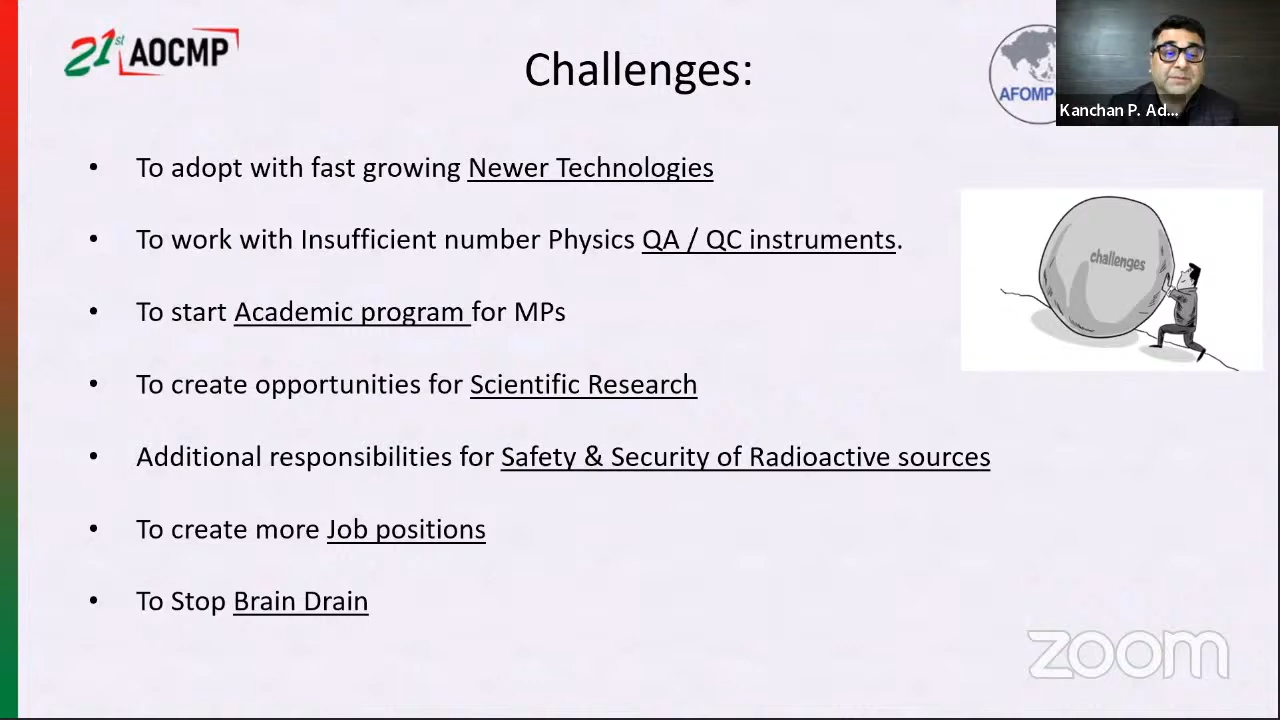 21st AOCMP
Challenges:
AFOMP
Kanchan P. Ad...
• To adopt with fast growing Newer Technologies
• To work with Insufficient number Physics QA / QC instruments.
challenges
• To start Academic program for MPs
• To create opportunities for Scientific Research
• Additional responsibilities for Safety & Security of Radioactive sources
• To create more Job positions
• To Stop Brain Drain
zoom